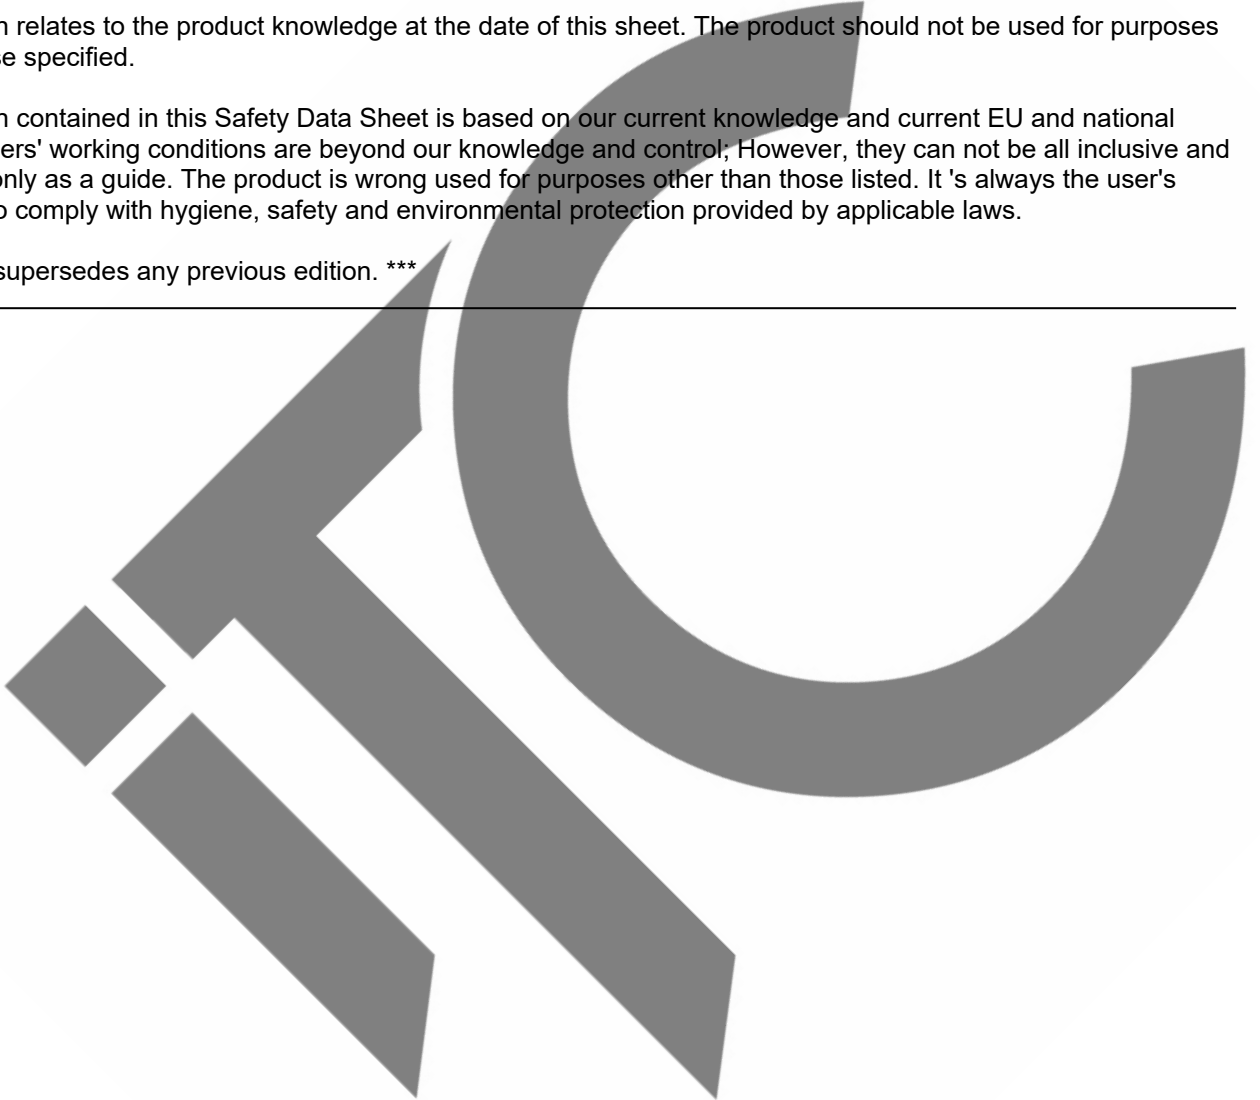 n relates to the product knowledge at the date of this sheet. The product should not be used for purposes
se specified.
n contained in this Safety Data Sheet is based on our current knowledge and current EU and national
ers' working conditions are beyond our knowledge and control; However, they can not be all inclusive and
only as a guide. The product is wrong used for purposes other than those listed. It 's always the user's
o comply with hygiene, safety and environmental protection provided by applicable laws.
supersedes any previous edition. ***
iTC